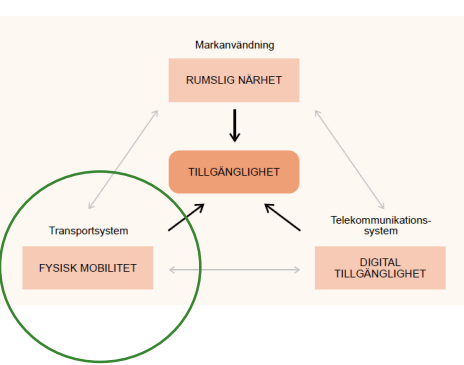 Markanvändning
RUMSLIG NÄRHET
TILLGÄNGLIGHET
Transportsystem
FYSISK MOBILITET
Telekommunikations-
system
DIGITAL
TILLGÄNGLIGHET